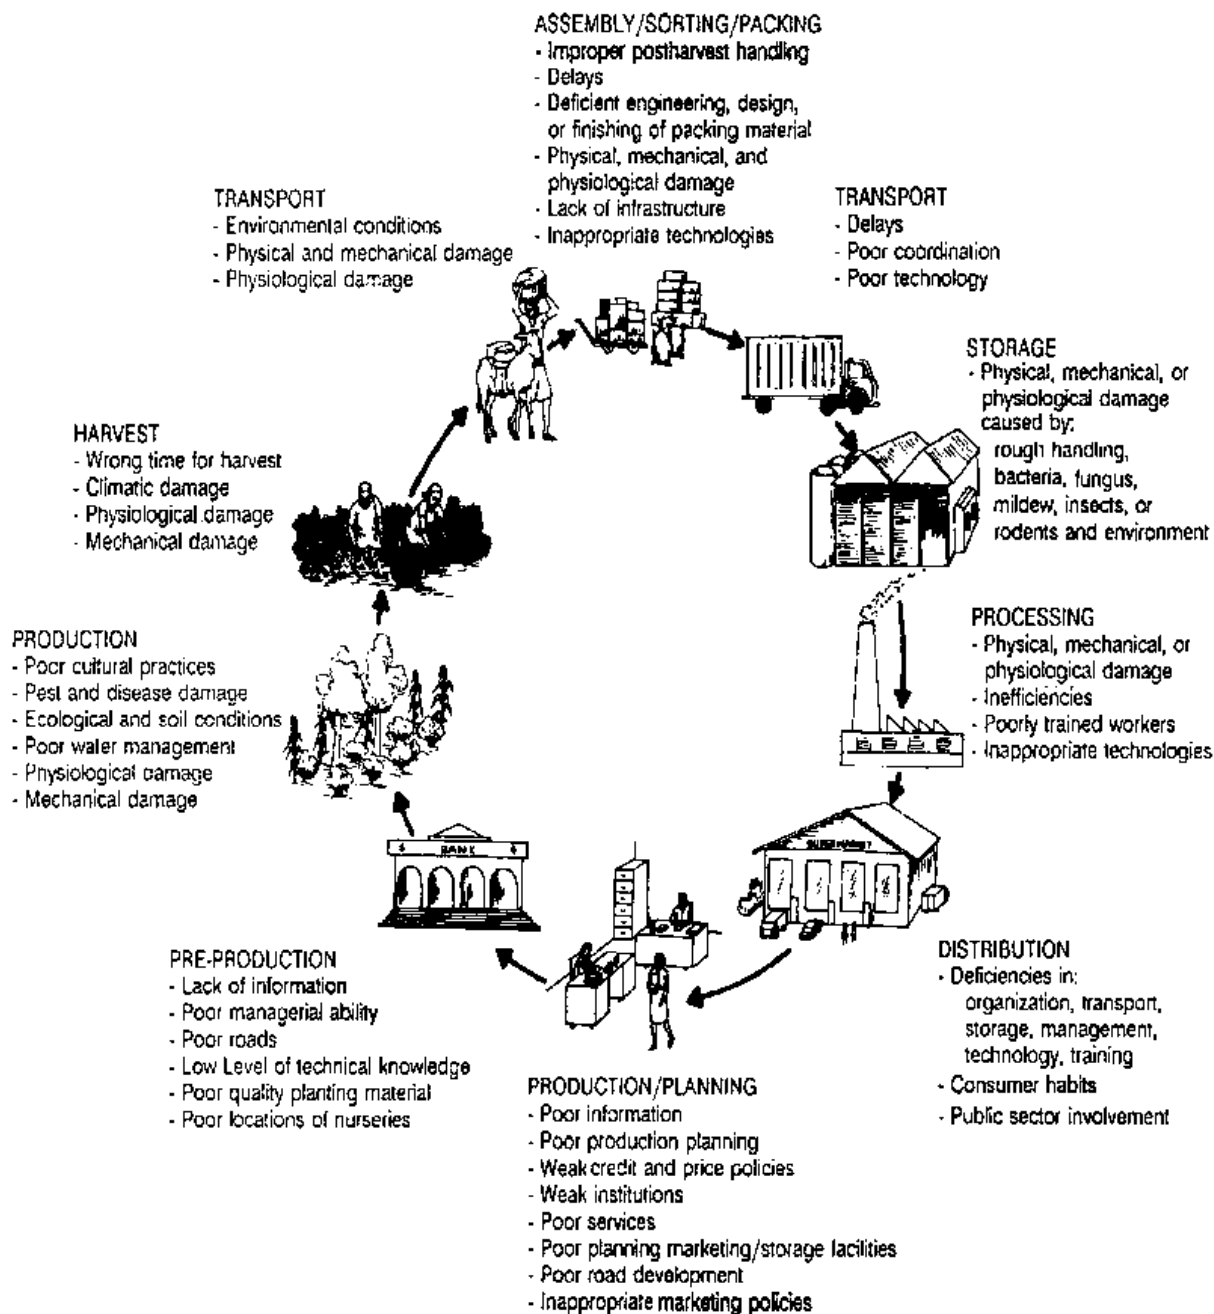 ASSEMBLY/SORTING/PACKING
- Improper postharvest handling
- Delays
- Deficient engineering, design,
or finishing of packing material
- Physical, mechanical, and
physiological damage
- Lack of infrastructure
- Inappropriate technologies
TRANSPORT
- Environmental conditions
- Physical and mechanical damage
- Physiological damage
TRANSPORT
- Delays
- Poor coordination
- Poor technology
STORAGE
- Physical, mechanical, or
physiological damage
caused by:
rough handling,
bacteria, fungus,
mildew, insects, or
rodents and environment
HARVEST
- Wrong time for harvest
- Climatic damage
- Physiological damage
- Mechanical damage
PROCESSING
- Physical, mechanical, or
physiological damage
- Inefficiencies
- Poorly trained workers
- Inappropriate technologies
PRODUCTION
- Poor cultural practices
- Pest and disease damage
- Ecological and soil conditions
- Poor water management
- Physiological damage
- Mechanical damage
BANK
SUPERMARKET
PRE-PRODUCTION
- Lack of information
- Poor managerial ability
- Poor roads
- Low Level of technical knowledge
- Poor quality planting material
- Poor locations of nurseries
DISTRIBUTION
- Deficiencies in:
organization, transport,
storage, management,
technology, training
- Consumer habits
- Public sector involvement
PRODUCTION/PLANNING
- Poor information
- Poor production planning
- Weak credit and price policies
- Weak institutions
- Poor services
- Poor planning marketing/storage facilities
- Poor road development
- Inappropriate marketing policies